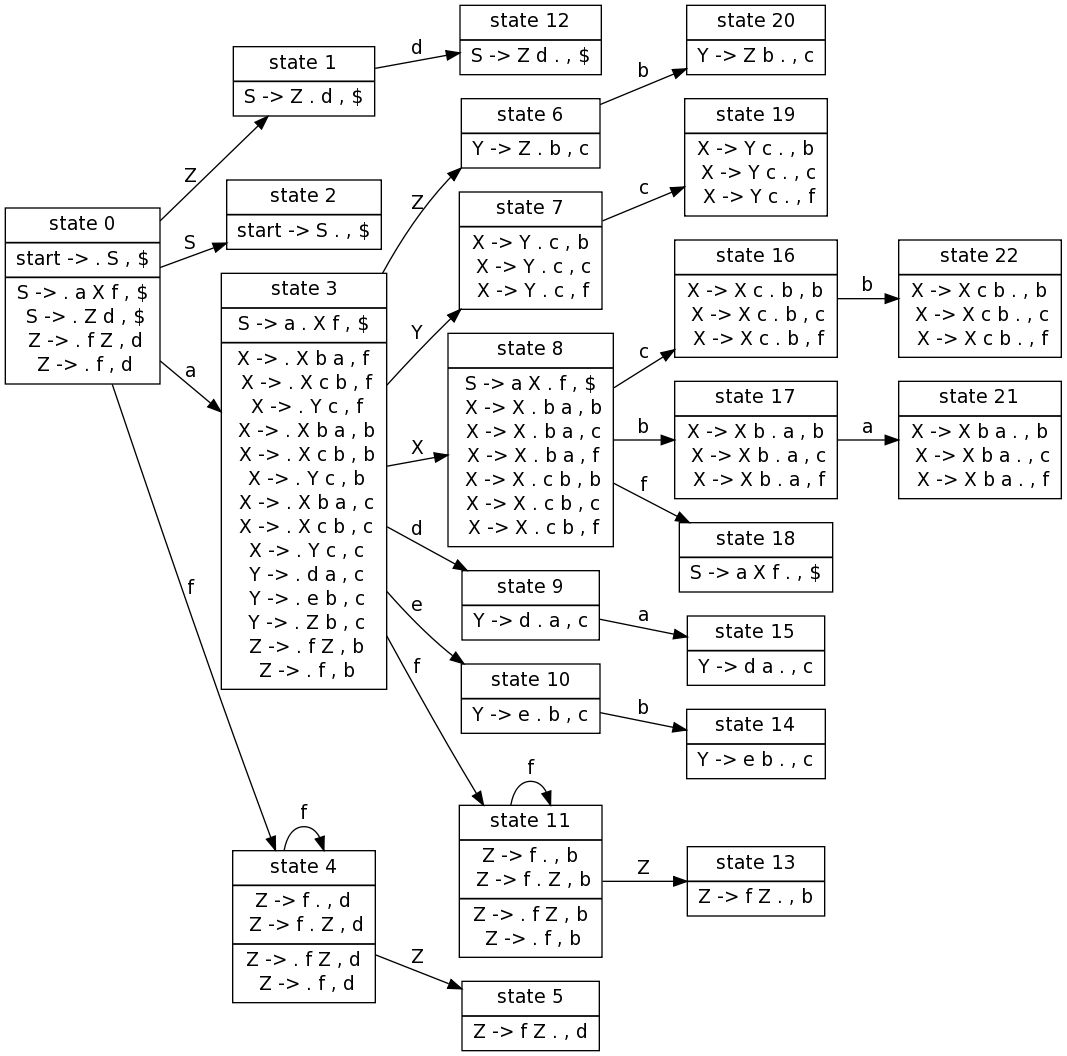 state 0
start -> . S , $
S -> . a X f , $
S -> . Z d , $
Z -> . f Z , d
Z -> . f , d
Z
S
a
f
state 1
S -> Z . d , $
d
state 2
start -> S . , $
state 3
S -> a . X f , $
X -> . X b a , f
X -> . X c b , f
X -> . Y c , f
X -> . X b a , b
X -> . X c b , b
X -> . Y c , b
X -> . X b a , c
X -> . X c b , c
X -> . Y c , c
Y -> . d a , c
Y -> . e b , c
Y -> . Z b , c
Z -> . f Z , b
Z -> . f , b
Z
Y
X
d
e
f
f
state 4
Z -> f . , d
Z -> f . Z , d
Z -> . f Z , d
Z -> . f , d
Z
state 12
S -> Z d . , $
state 6
Y -> Z . b , c
b
state 7
X -> Y . c , b
X -> Y . c , c
X -> Y . c , f
c
state 8
S -> a X . f , $
X -> X . b a , b
X -> X . b a , c
X -> X . b a , f
X -> X . c b , b
X -> X . c b , c
X -> X . c b , f
c
b
f
state 9
Y -> d . a , c
a
state 10
Y -> e . b , c
b
f
state 11
Z -> f . , b
Z -> f . Z , b
Z -> . f Z , b
Z -> . f , b
Z
state 5
Z -> f Z . , d
state 20
Y -> Z b . , c
state 19
X -> Y c . , b
X -> Y c . , c
X -> Y c . , f
state 16
X -> X c . b , b
X -> X c . b , c
X -> X c . b , f
b
state 17
X -> X b . a , b
X -> X b . a , c
X -> X b . a , f
a
state 18
S -> a X f . , $
state 15
Y -> d a . , c
state 14
Y -> e b . , c
state 13
Z -> f Z . , b
state 22
X -> X c b . , b
X -> X c b . , c
X -> X c b . , f
state 21
X -> X b a . , b
X -> X b a . , c
X -> X b a . , f